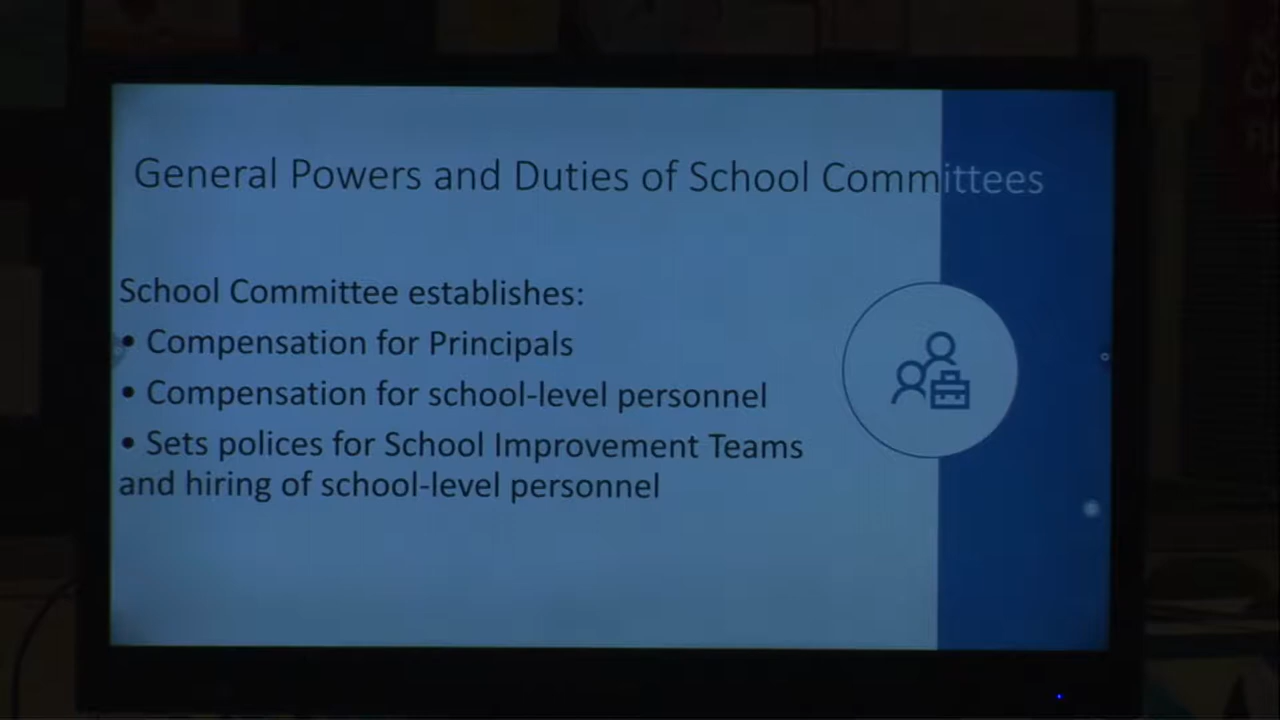 General Powers and Duties of School Committees
School Committee establishes:
• Compensation for Principals
• Compensation for school-level personnel
• Sets polices for School Improvement Teams
and hiring of school-level personnel